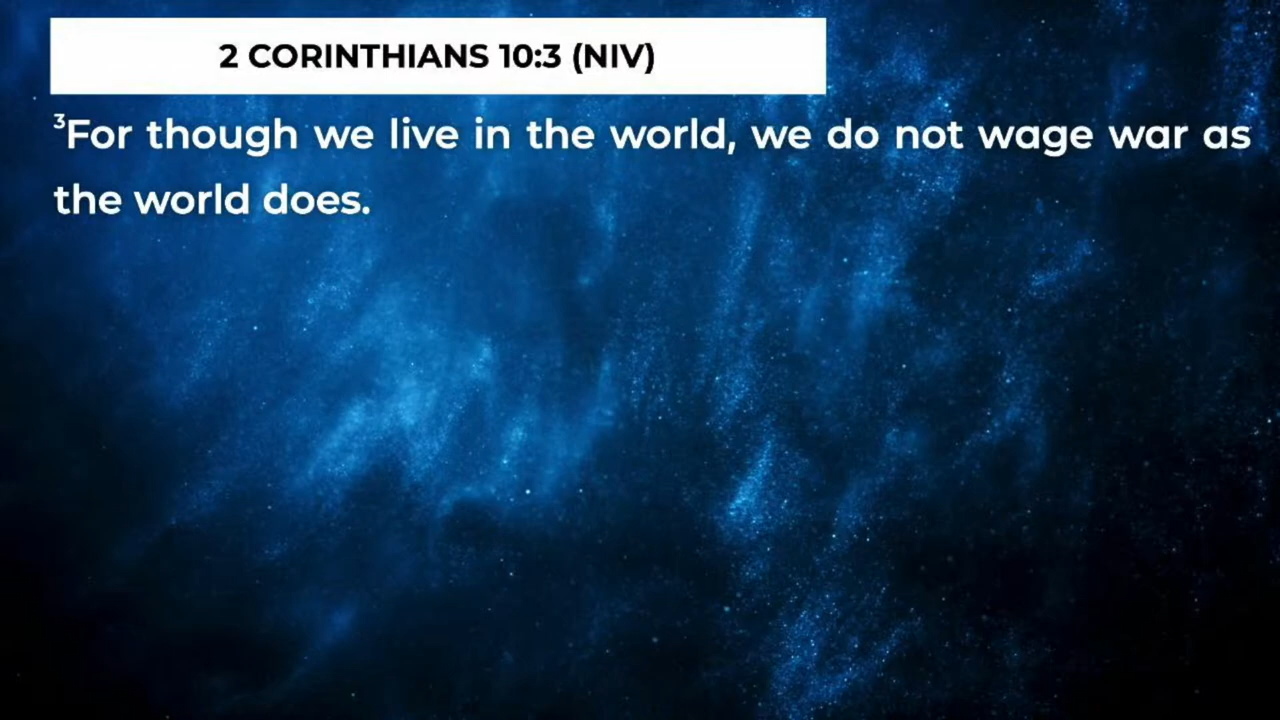 2 CORINTHIANS 10:3 (NIV)
³For though we live in the world, we do not wage war as
the world does.